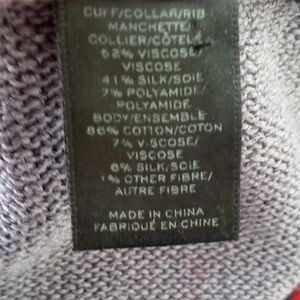 CUFF/COLLAR/RIB
MANCHETTE/
COLLIER/CÔTELÉ
52% VISCOSE/
VISCOSE
41% SILK/SOIE
7% POLYAMIDE/
POLYAMIDE
BODY/ENSEMBLE
86% COTTON/COTON
7% VISCOSE/
VISCOSE
6% SILK/SOIE
1% OTHER FIBRE/
AUTRE FIBRE
MADE IN CHINA
FABRIQUÉ EN CHINE